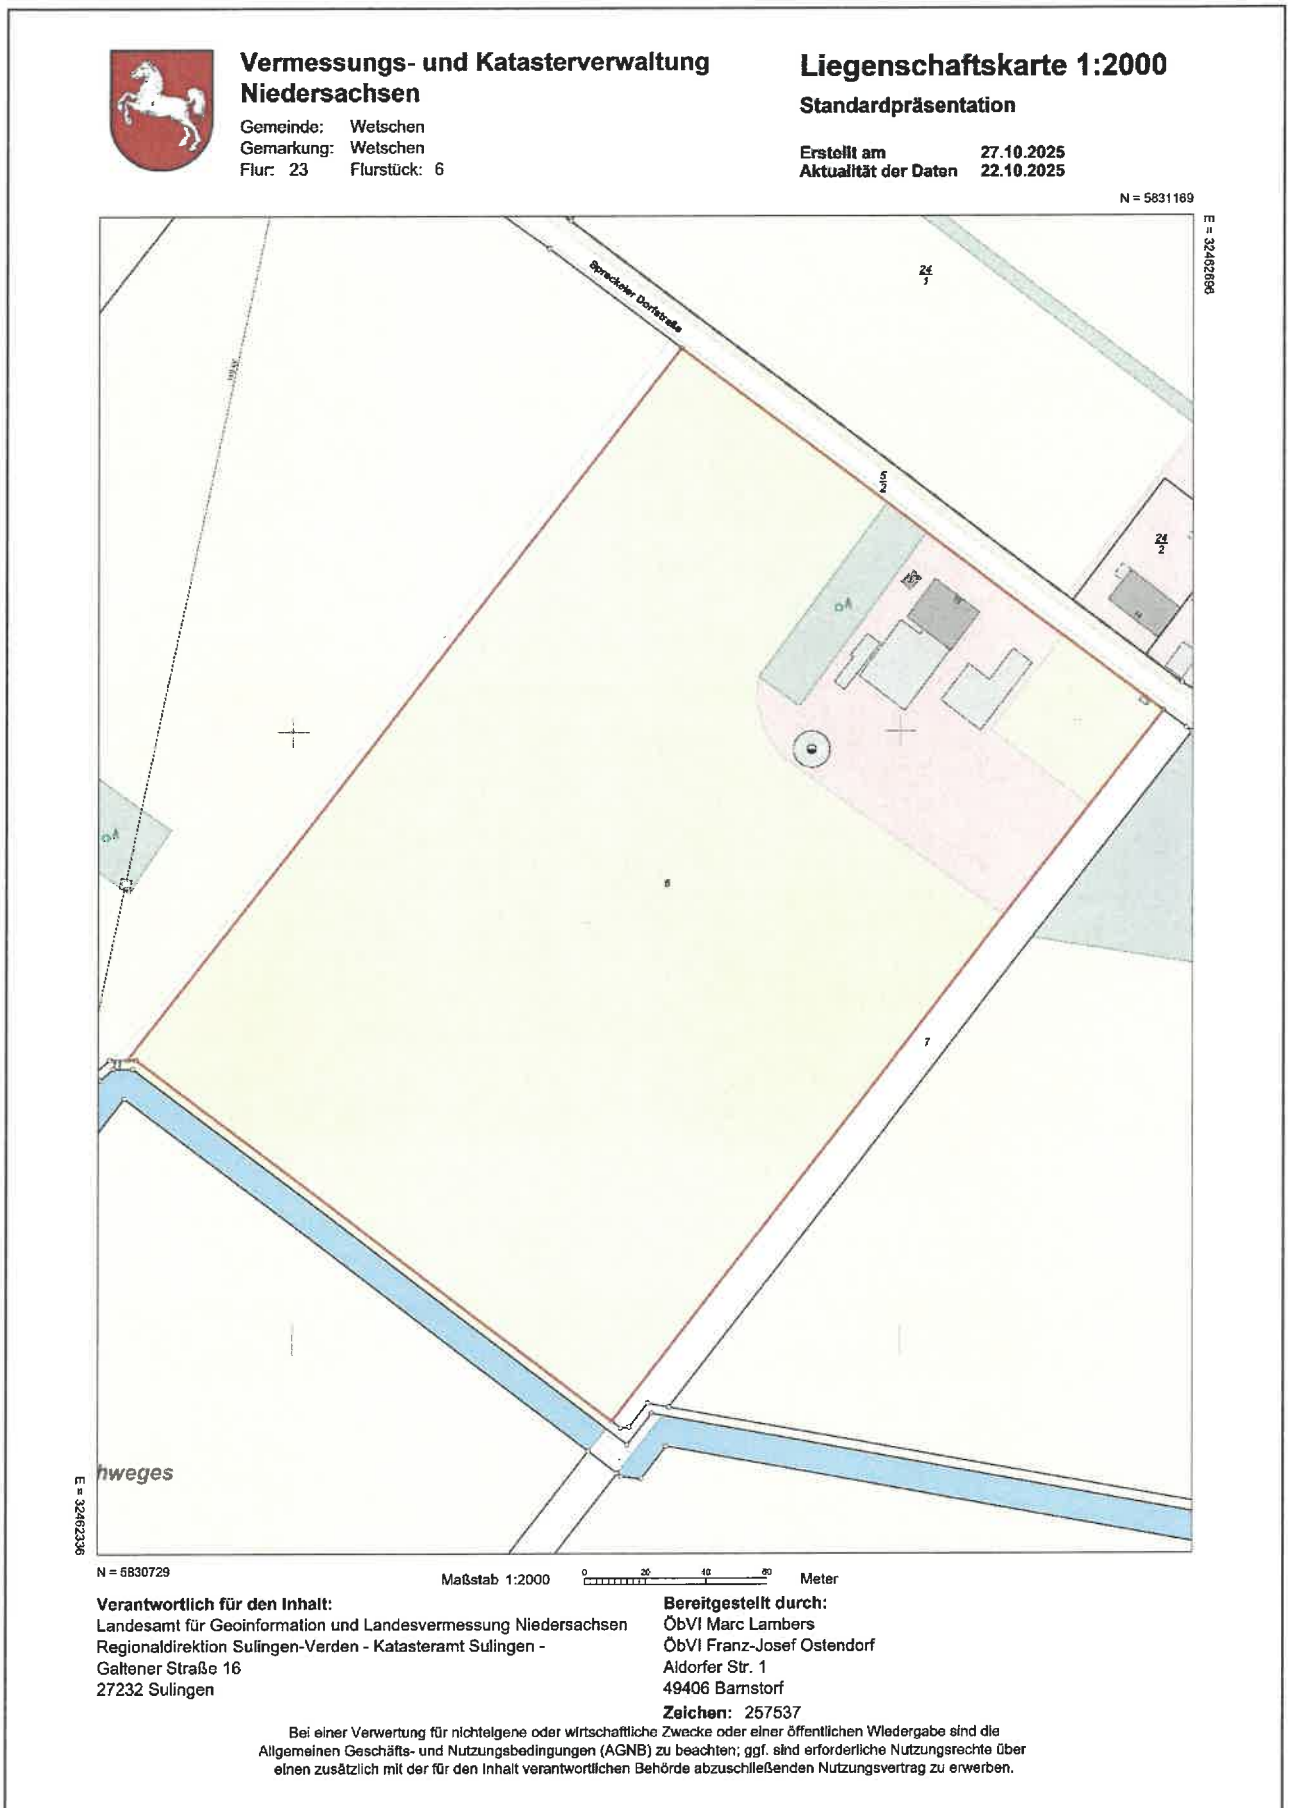 Vermessungs- und Katasterverwaltung
Niedersachsen
Gemeinde: Wetschen
Gemarkung: Wetschen
Flur: 23 Flurstück: 6
Liegenschaftskarte 1:2000
Standardpräsentation
Erstellt am 27.10.2025
Aktualität der Daten 22.10.2025
N = 5831169
E = 32462696
Spreckeler Dorfstraße
24
1
5
2
24
2
6
7
hweges
E = 32462336
N = 5830729
Maßstab 1:2000 0 20 40 60 Meter
Verantwortlich für den Inhalt:
Landesamt für Geoinformation und Landesvermessung Niedersachsen
Regionaldirektion Sulingen-Verden - Katasteramt Sulingen -
Galtener Straße 16
27232 Sulingen
Bereitgestellt durch:
ÖbVI Marc Lambers
ÖbVI Franz-Josef Ostendorf
Aldorfer Str. 1
49406 Barnstorf
Zeichen: 257537
Bei einer Verwertung für nichteigene oder wirtschaftliche Zwecke oder einer öffentlichen Wiedergabe sind die
Allgemeinen Geschäfts- und Nutzungsbedingungen (AGNB) zu beachten; ggf. sind erforderliche Nutzungsrechte über
einen zusätzlich mit der für den Inhalt verantwortlichen Behörde abzuschließenden Nutzungsvertrag zu erwerben.